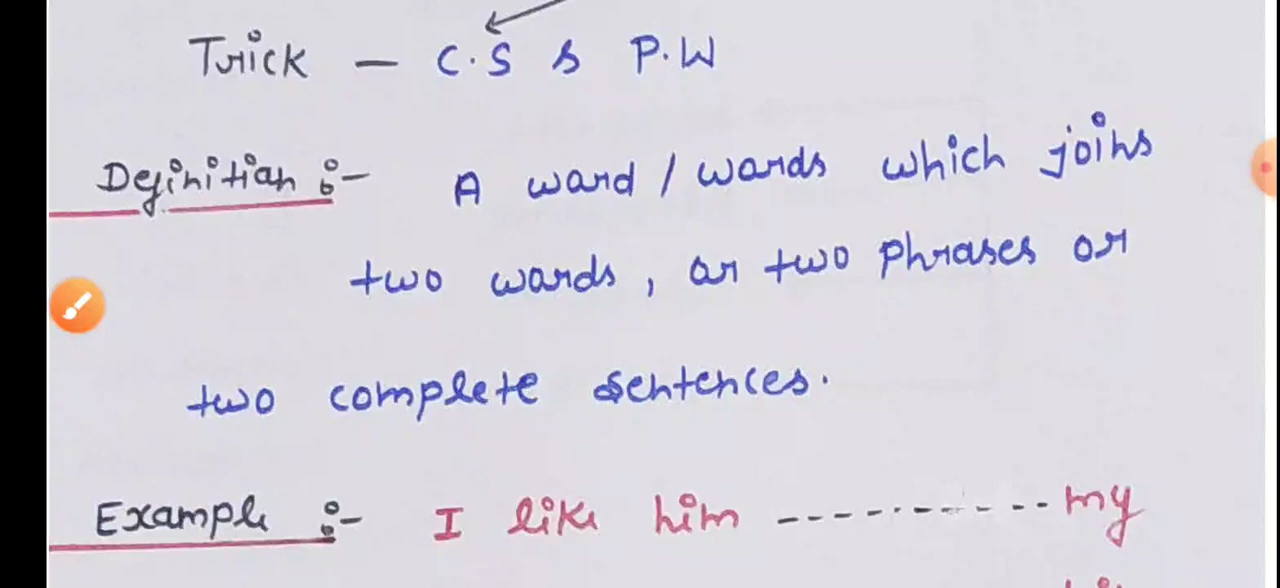 Trick — C.S & P.W
Definition :- A word / words which joins
two words, or two phrases or
two complete sentences.
Example :- I like him ---------- my